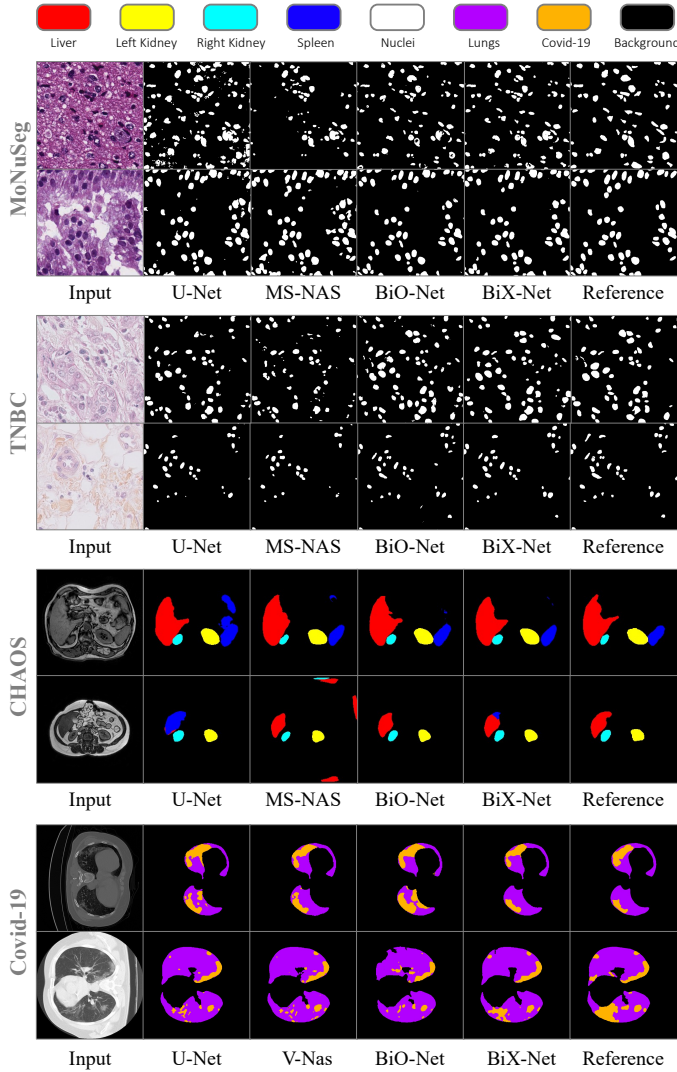 Liver Left Kidney Right Kidney Spleen Nuclei Lungs Covid-19 Background
MoNuSeg
Input U-Net MS-NAS BiO-Net BiX-Net Reference
TNBC
Input U-Net MS-NAS BiO-Net BiX-Net Reference
CHAOS
Input U-Net MS-NAS BiO-Net BiX-Net Reference
Covid-19
Input U-Net V-Nas BiO-Net BiX-Net Reference